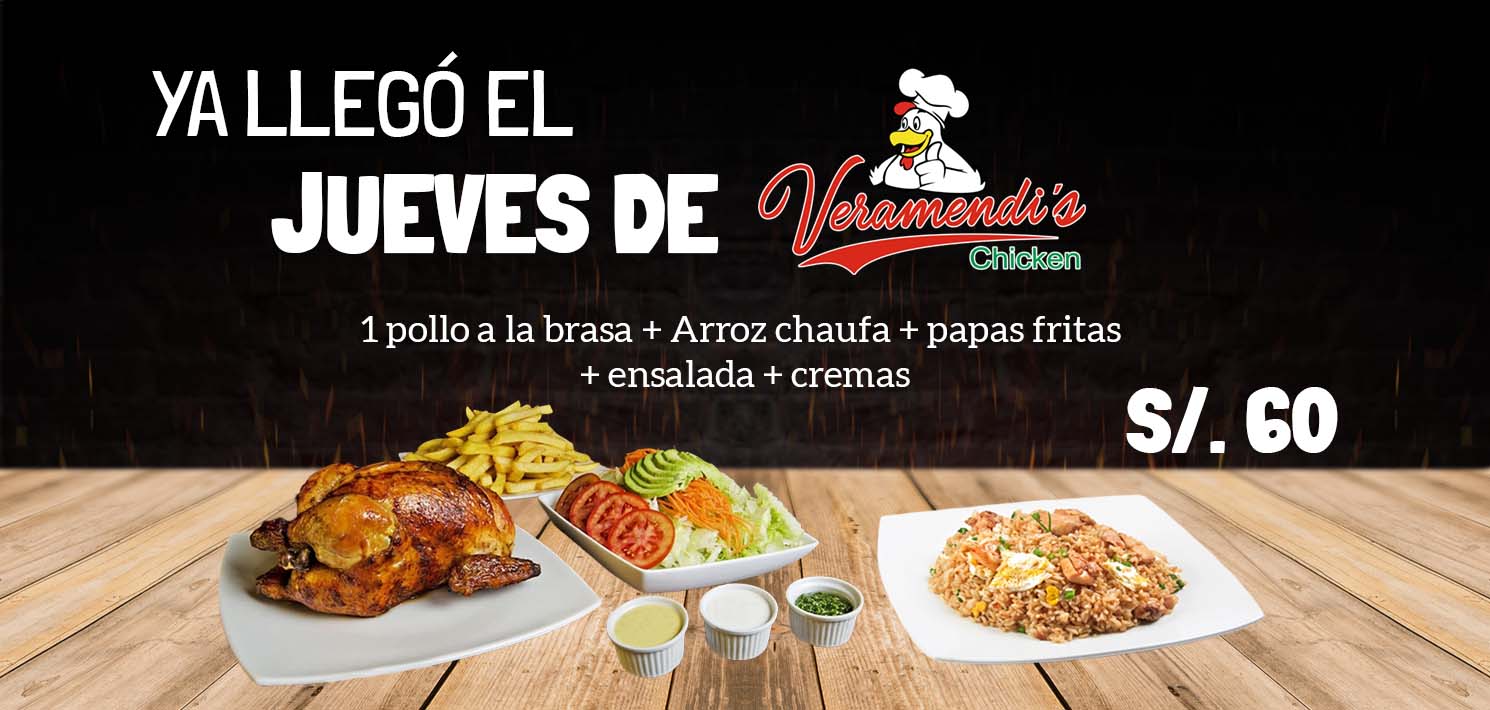 YA LLEGÓ EL
JUEVES DE
Veramendi's
Chicken
1 pollo a la brasa + Arroz chaufa + papas fritas
+ ensalada + cremas
S/. 60